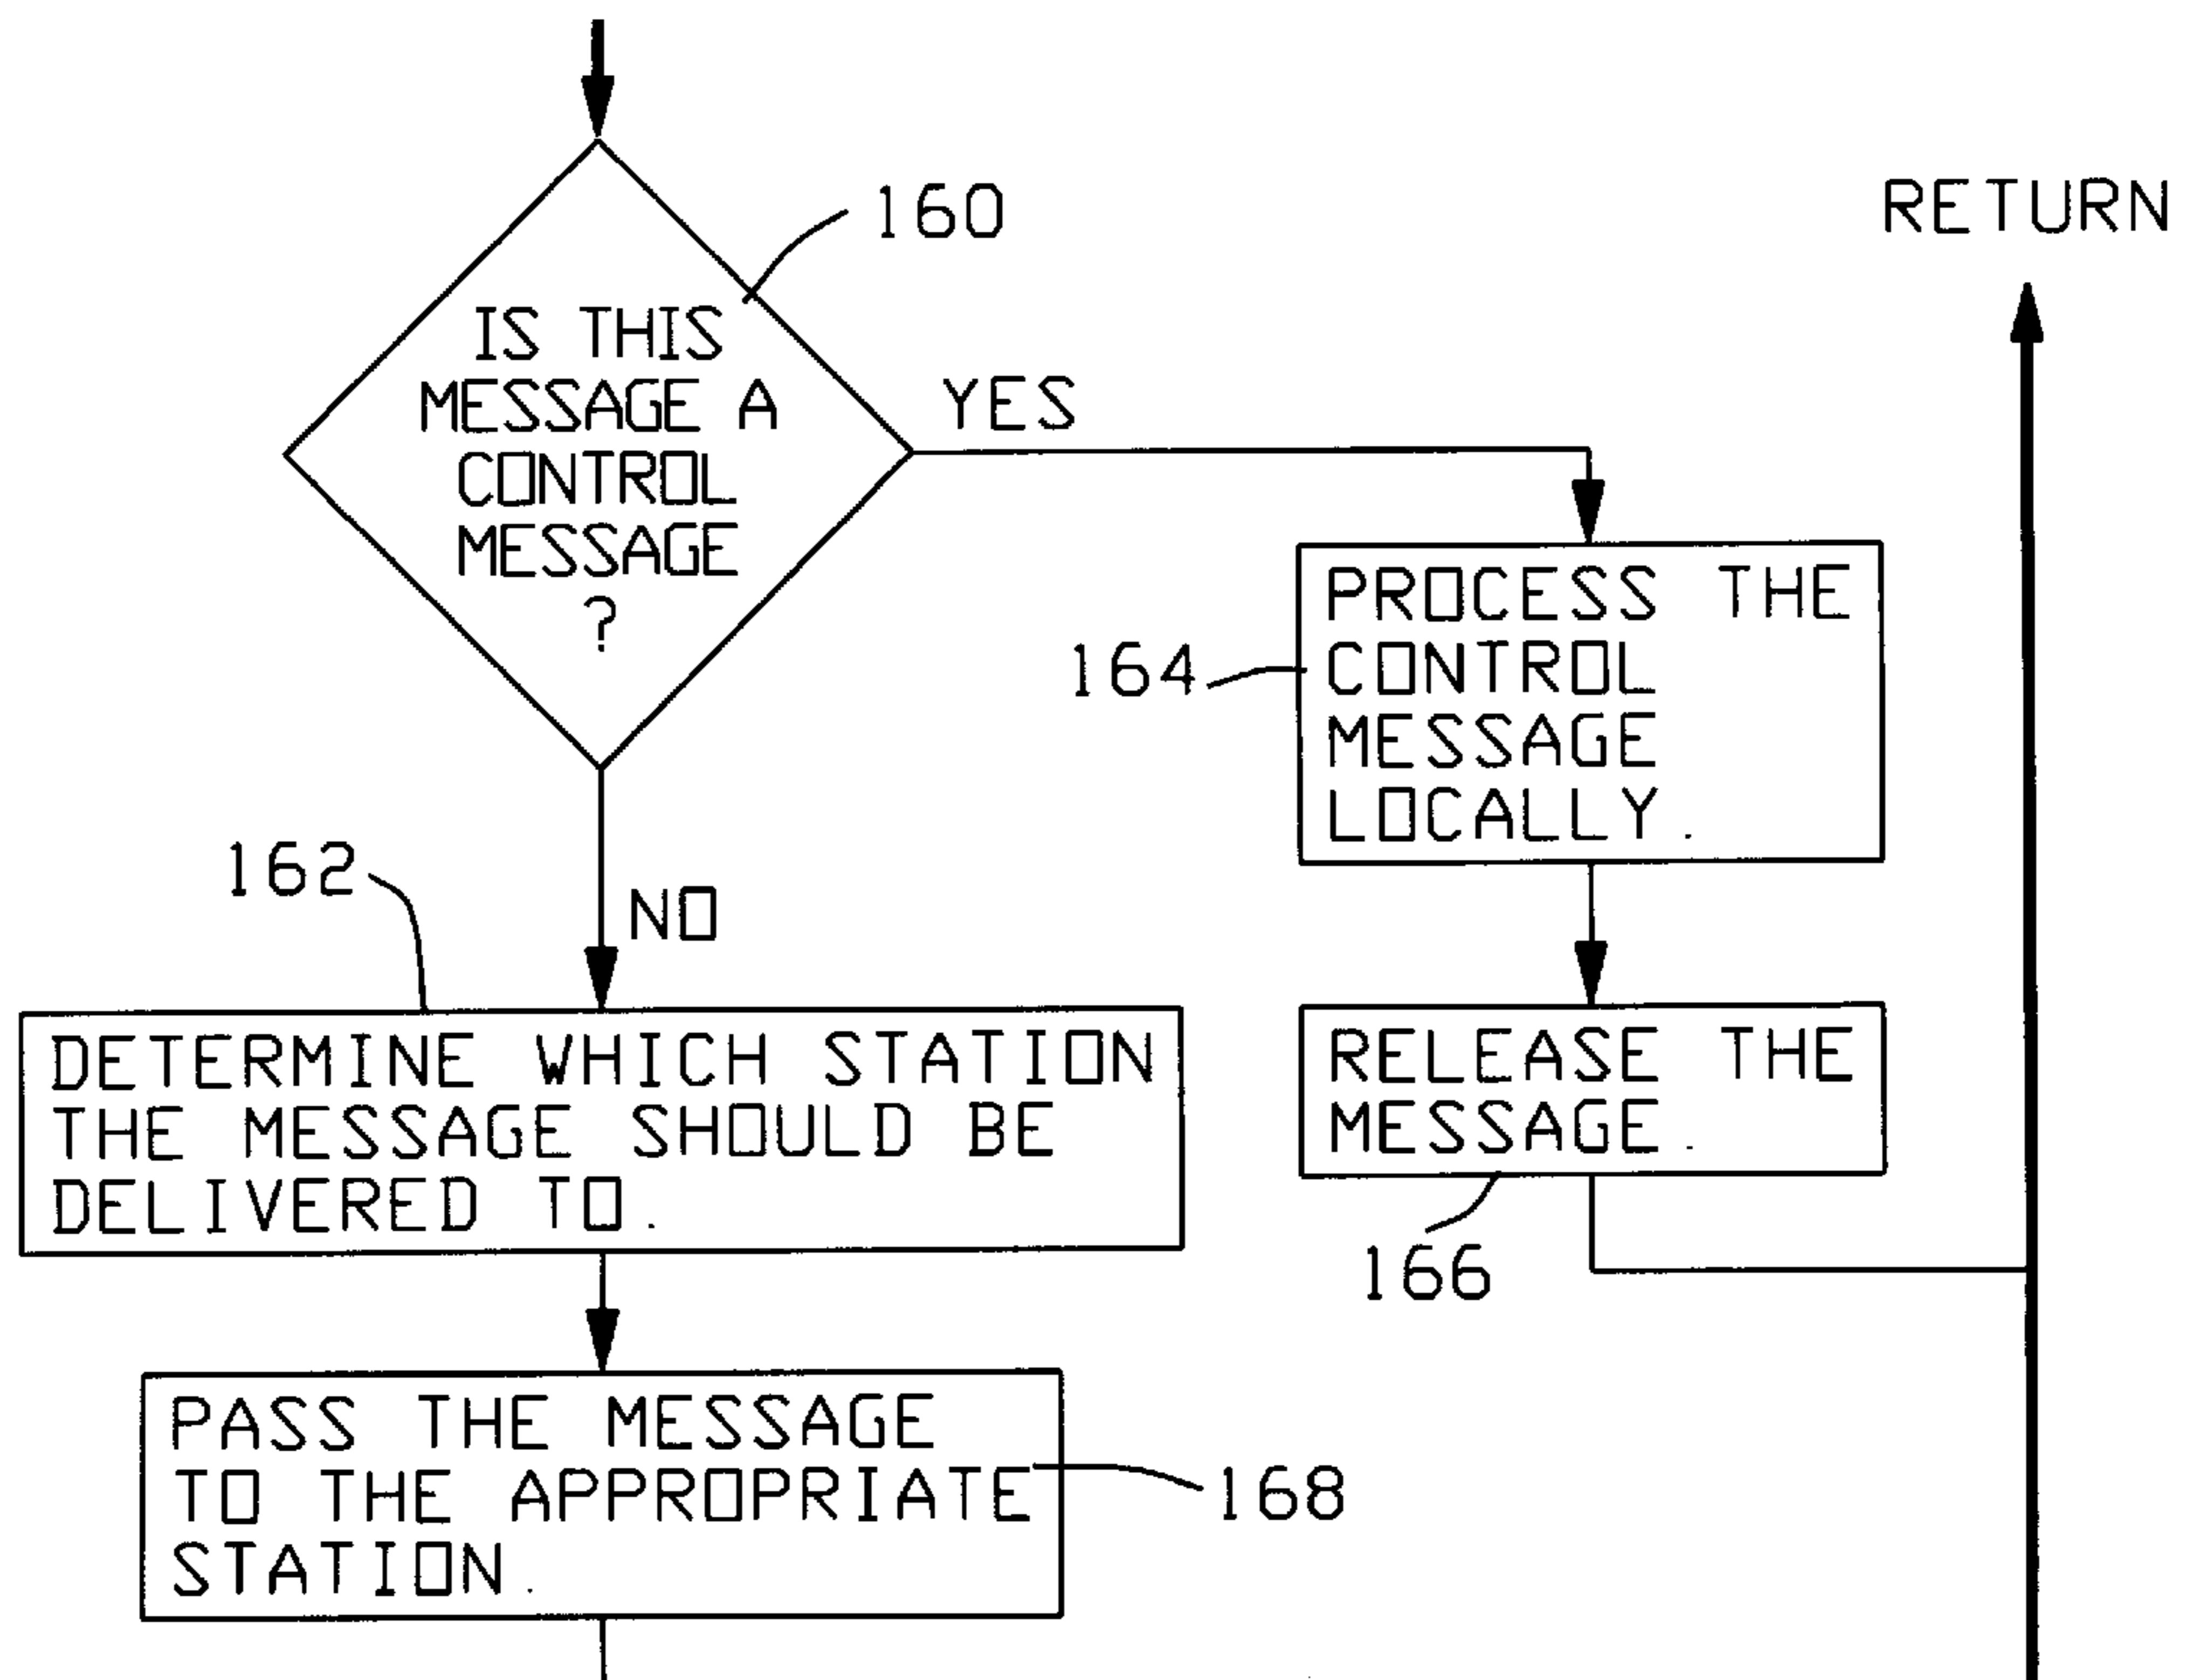 160
RETURN
IS THIS
MESSAGE A
CONTROL
MESSAGE
?
YES
PROCESS THE
CONTROL
MESSAGE
LOCALLY.
164
162
NO
DETERMINE WHICH STATION
THE MESSAGE SHOULD BE
DELIVERED TO.
RELEASE THE
MESSAGE.
166
PASS THE MESSAGE
TO THE APPROPRIATE
STATION.
168